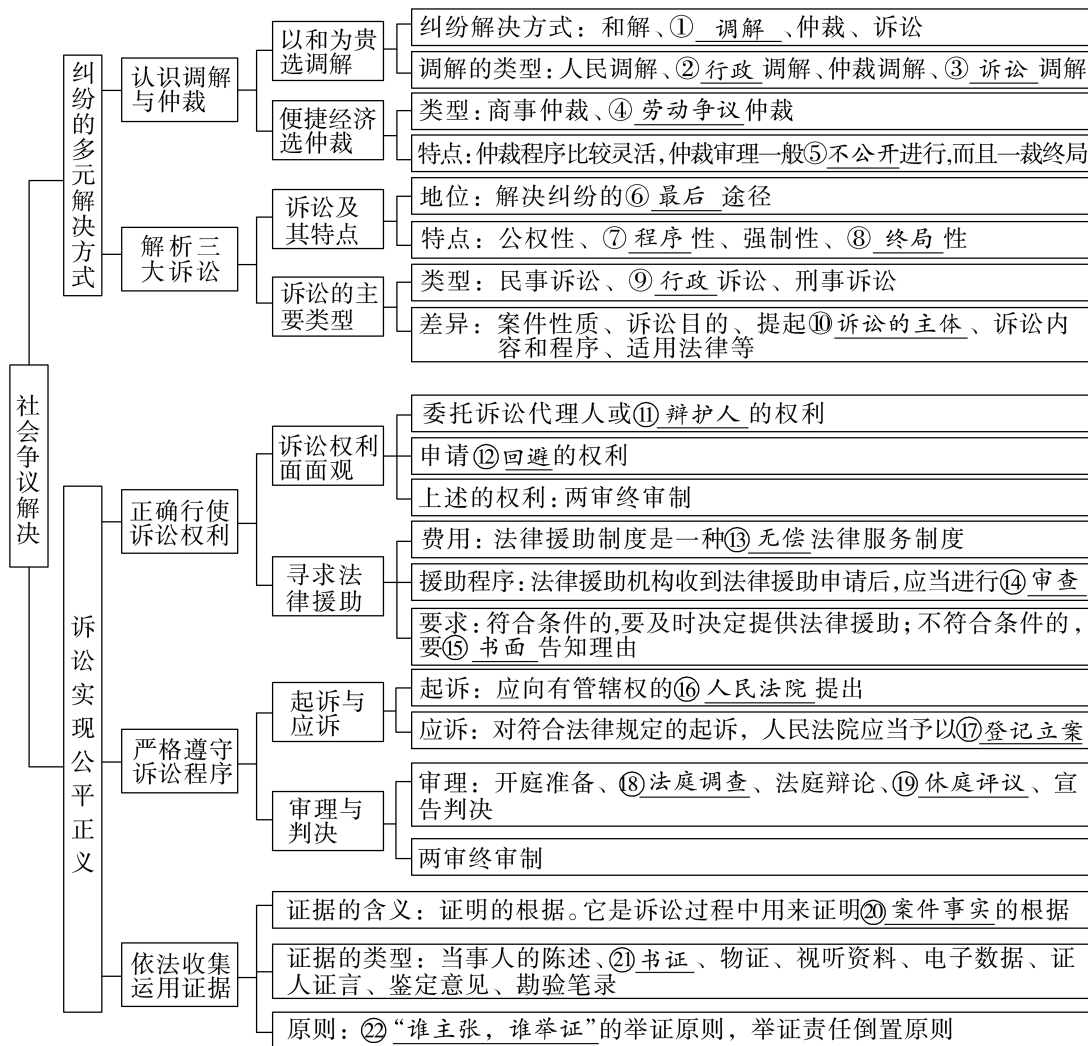 社会争议解决
纠纷的多元解决方式
认识调解
与仲裁
以和为贵
选调解
纠纷解决方式：和解、① 调解 、仲裁、诉讼
调解的类型：人民调解、②行政调解、仲裁调解、③ 诉讼 调解
便捷经济
选仲裁
类型：商事仲裁、④劳动争议仲裁
特点：仲裁程序比较灵活，仲裁审理一般⑤不公开进行，而且一裁终局
解析三
大诉讼
诉讼及
其特点
地位：解决纠纷的⑥ 最后 途径
特点：公权性、⑦程序性、强制性、⑧ 终局 性
诉讼的主
要类型
类型：民事诉讼、⑨行政诉讼、刑事诉讼
差异：案件性质、诉讼目的、提起⑩诉讼的主体 、诉讼内
容和程序、适用法律等
诉讼实现公平正义
正确行使
诉讼权利
诉讼权利
面面观
委托诉讼代理人或⑪辩护人的权利
申请⑫回避的权利
上述的权利：两审终审制
寻求法
律援助
费用：法律援助制度是一种⑬无偿法律服务制度
援助程序：法律援助机构收到法律援助申请后，应当进行⑭审查
要求：符合条件的，要及时决定提供法律援助；不符合条件的，
要⑮ 书面 告知理由
严格遵守
诉讼程序
起诉与
应诉
起诉：应向有管辖权的⑯ 人民法院 提出
应诉：对符合法律规定的起诉，人民法院应当予以⑰登记立案
审理与
判决
审理：开庭准备、⑱法庭调查、法庭辩论、⑲休庭评议、宣
告判决
两审终审制
依法收集
运用证据
证据的含义：证明的根据。它是诉讼过程中用来证明⑳案件事实的根据
证据的类型：当事人的陈述、㉑书证、物证、视听资料、电子数据、证
人证言、鉴定意见、勘验笔录
原则：㉒ “谁主张，谁举证”的举证原则，举证责任倒置原则